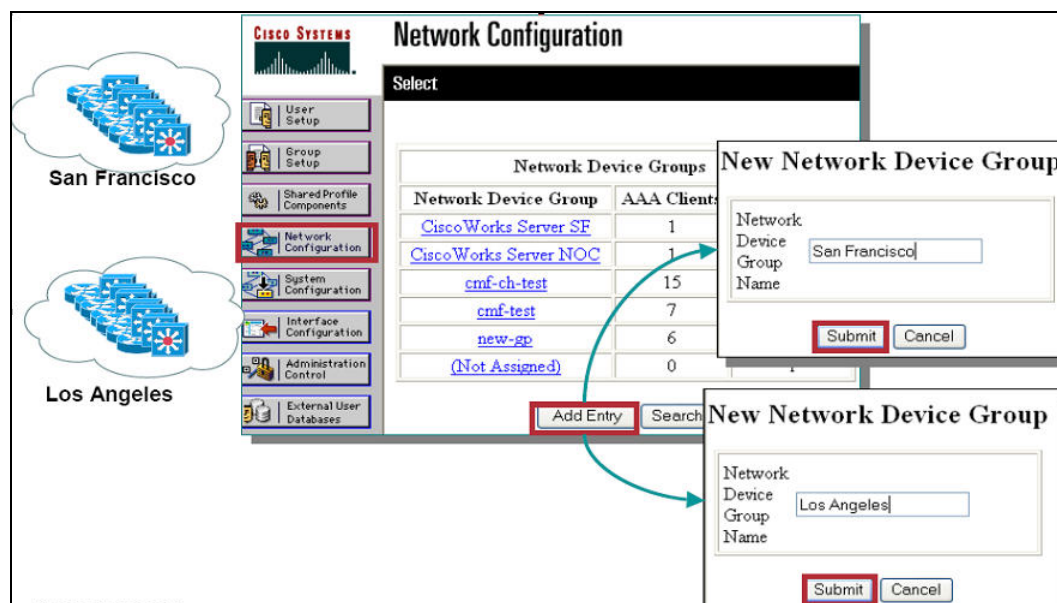 CISCO SYSTEMS
Network Configuration
Select
User
Setup
Group
Setup
Shared Profile
Components
Network
Configuration
System
Configuration
Interface
Configuration
Administration
Control
External User
Databases
San Francisco
Los Angeles
Network Device Groups
Network Device Group AAA Clients
CiscoWorks Server SF 1
CiscoWorks Server NOC 1
cmf-ch-test 15
cmf-test 7
new-gp 6
(Not Assigned) 0
Add Entry Search
New Network Device Group
Network
Device
Group
Name
San Francisco
Submit Cancel
New Network Device Group
Network
Device
Group
Name
Los Angeles
Submit Cancel